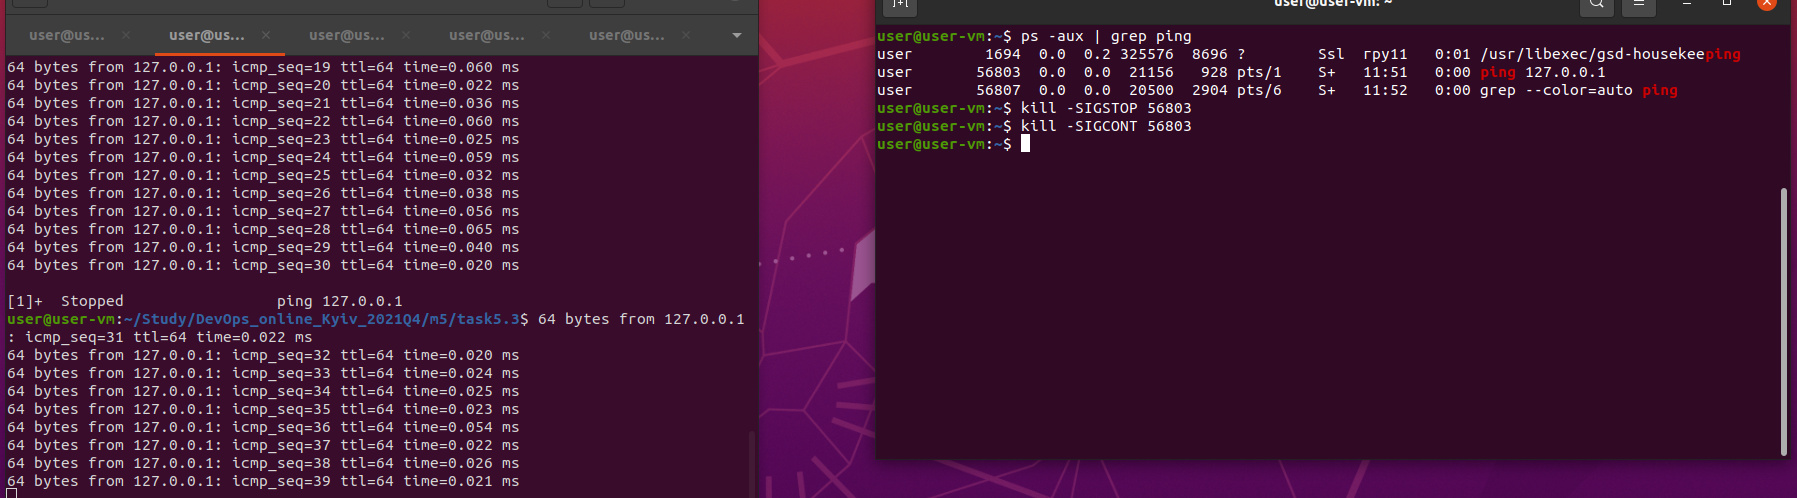 user@us... × user@us... × user@us... × user@us... × user@us... ×
64 bytes from 127.0.0.1: icmp_seq=19 ttl=64 time=0.060 ms
64 bytes from 127.0.0.1: icmp_seq=20 ttl=64 time=0.022 ms
64 bytes from 127.0.0.1: icmp_seq=21 ttl=64 time=0.036 ms
64 bytes from 127.0.0.1: icmp_seq=22 ttl=64 time=0.060 ms
64 bytes from 127.0.0.1: icmp_seq=23 ttl=64 time=0.025 ms
64 bytes from 127.0.0.1: icmp_seq=24 ttl=64 time=0.059 ms
64 bytes from 127.0.0.1: icmp_seq=25 ttl=64 time=0.032 ms
64 bytes from 127.0.0.1: icmp_seq=26 ttl=64 time=0.038 ms
64 bytes from 127.0.0.1: icmp_seq=27 ttl=64 time=0.056 ms
64 bytes from 127.0.0.1: icmp_seq=28 ttl=64 time=0.065 ms
64 bytes from 127.0.0.1: icmp_seq=29 ttl=64 time=0.040 ms
64 bytes from 127.0.0.1: icmp_seq=30 ttl=64 time=0.020 ms
[1]+  Stopped                 ping 127.0.0.1
user@user-vm:~/Study/DevOps_online_Kyiv_2021Q4/m5/task5.3$ 64 bytes from 127.0.0.1
: icmp_seq=31 ttl=64 time=0.022 ms
64 bytes from 127.0.0.1: icmp_seq=32 ttl=64 time=0.020 ms
64 bytes from 127.0.0.1: icmp_seq=33 ttl=64 time=0.024 ms
64 bytes from 127.0.0.1: icmp_seq=34 ttl=64 time=0.025 ms
64 bytes from 127.0.0.1: icmp_seq=35 ttl=64 time=0.023 ms
64 bytes from 127.0.0.1: icmp_seq=36 ttl=64 time=0.054 ms
64 bytes from 127.0.0.1: icmp_seq=37 ttl=64 time=0.022 ms
64 bytes from 127.0.0.1: icmp_seq=38 ttl=64 time=0.026 ms
64 bytes from 127.0.0.1: icmp_seq=39 ttl=64 time=0.021 ms
user@user-vm: ~
user@user-vm:~$ ps -aux | grep ping
user        1694  0.0  0.2 325576  8696 ?        Ssl  гру11   0:01 /usr/libexec/gsd-housekeeping
user       56803  0.0  0.0  21156   928 pts/1    S+   11:51   0:00 ping 127.0.0.1
user       56807  0.0  0.0  20500  2904 pts/6    S+   11:52   0:00 grep --color=auto ping
user@user-vm:~$ kill -SIGSTOP 56803
user@user-vm:~$ kill -SIGCONT 56803
user@user-vm:~$